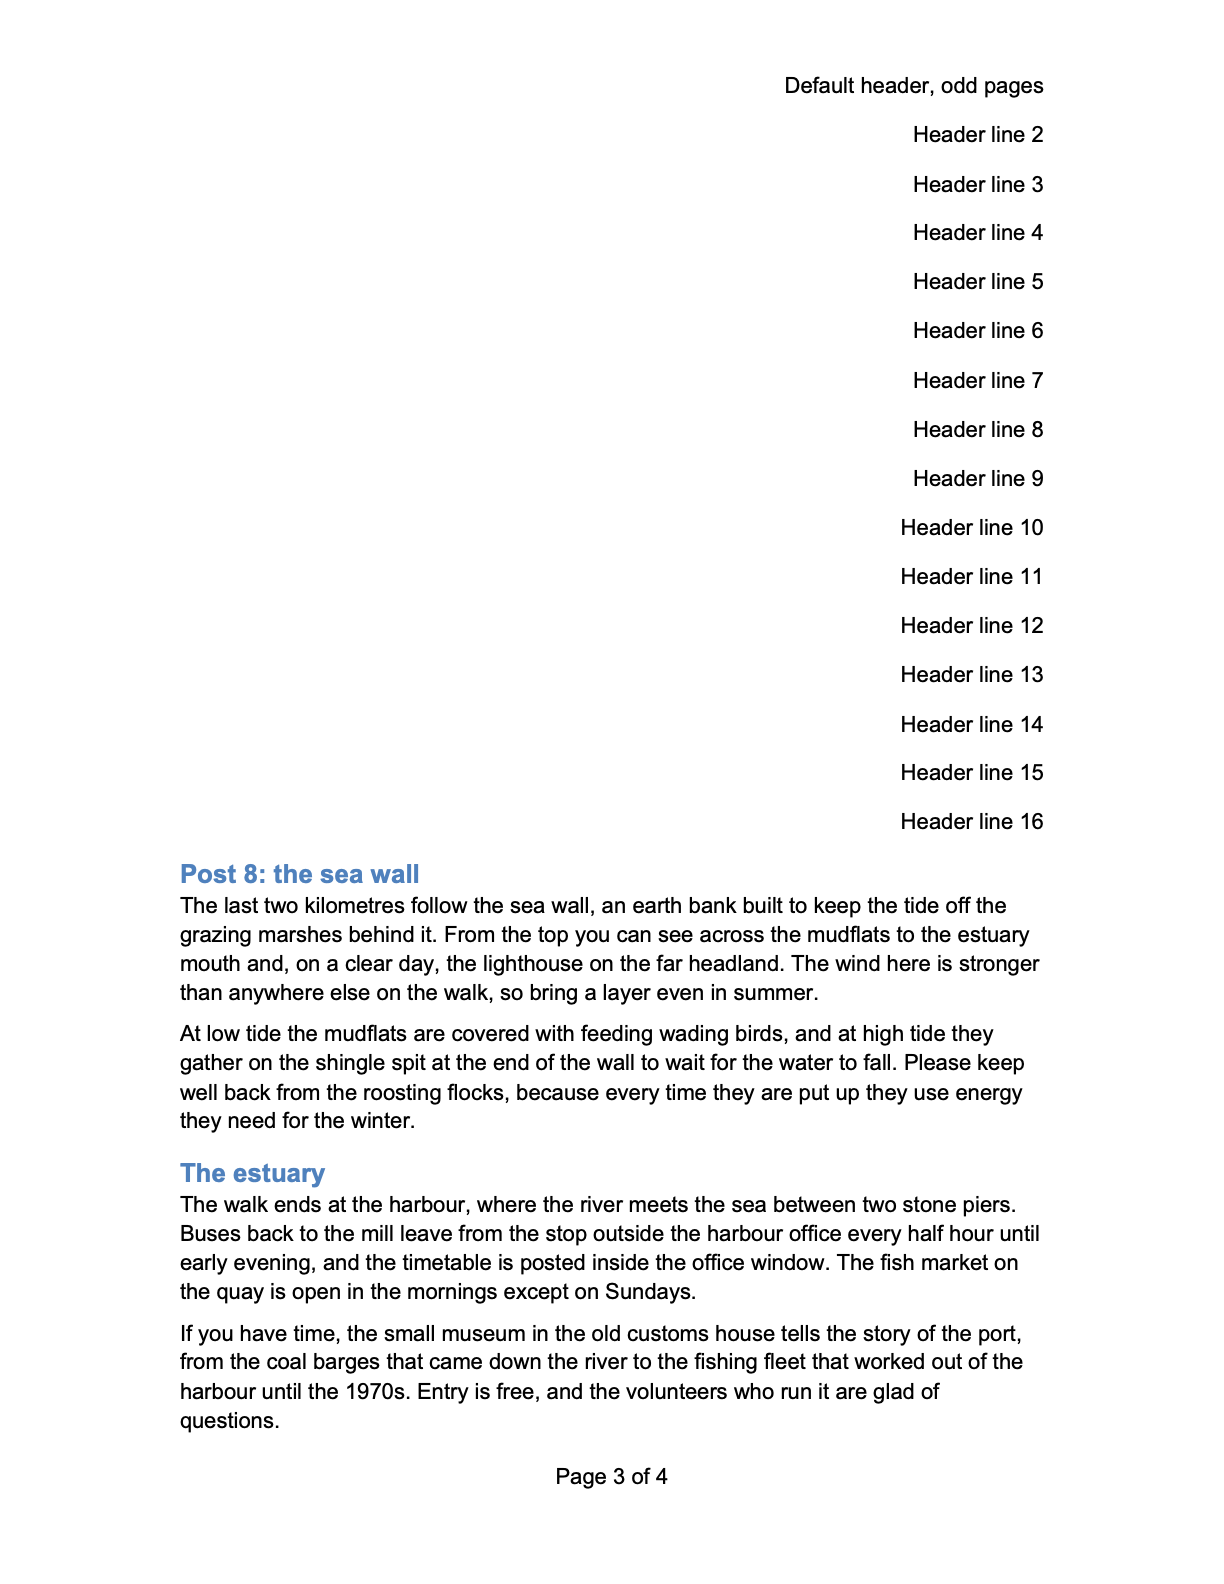 Default header, odd pages
Header line 2
Header line 3
Header line 4
Header line 5
Header line 6
Header line 7
Header line 8
Header line 9
Header line 10
Header line 11
Header line 12
Header line 13
Header line 14
Header line 15
Header line 16
Post 8: the sea wall
The last two kilometres follow the sea wall, an earth bank built to keep the tide off the
grazing marshes behind it. From the top you can see across the mudflats to the estuary
mouth and, on a clear day, the lighthouse on the far headland. The wind here is stronger
than anywhere else on the walk, so bring a layer even in summer.
At low tide the mudflats are covered with feeding wading birds, and at high tide they
gather on the shingle spit at the end of the wall to wait for the water to fall. Please keep
well back from the roosting flocks, because every time they are put up they use energy
they need for the winter.
The estuary
The walk ends at the harbour, where the river meets the sea between two stone piers.
Buses back to the mill leave from the stop outside the harbour office every half hour until
early evening, and the timetable is posted inside the office window. The fish market on
the quay is open in the mornings except on Sundays.
If you have time, the small museum in the old customs house tells the story of the port,
from the coal barges that came down the river to the fishing fleet that worked out of the
harbour until the 1970s. Entry is free, and the volunteers who run it are glad of
questions.
Page 3 of 4